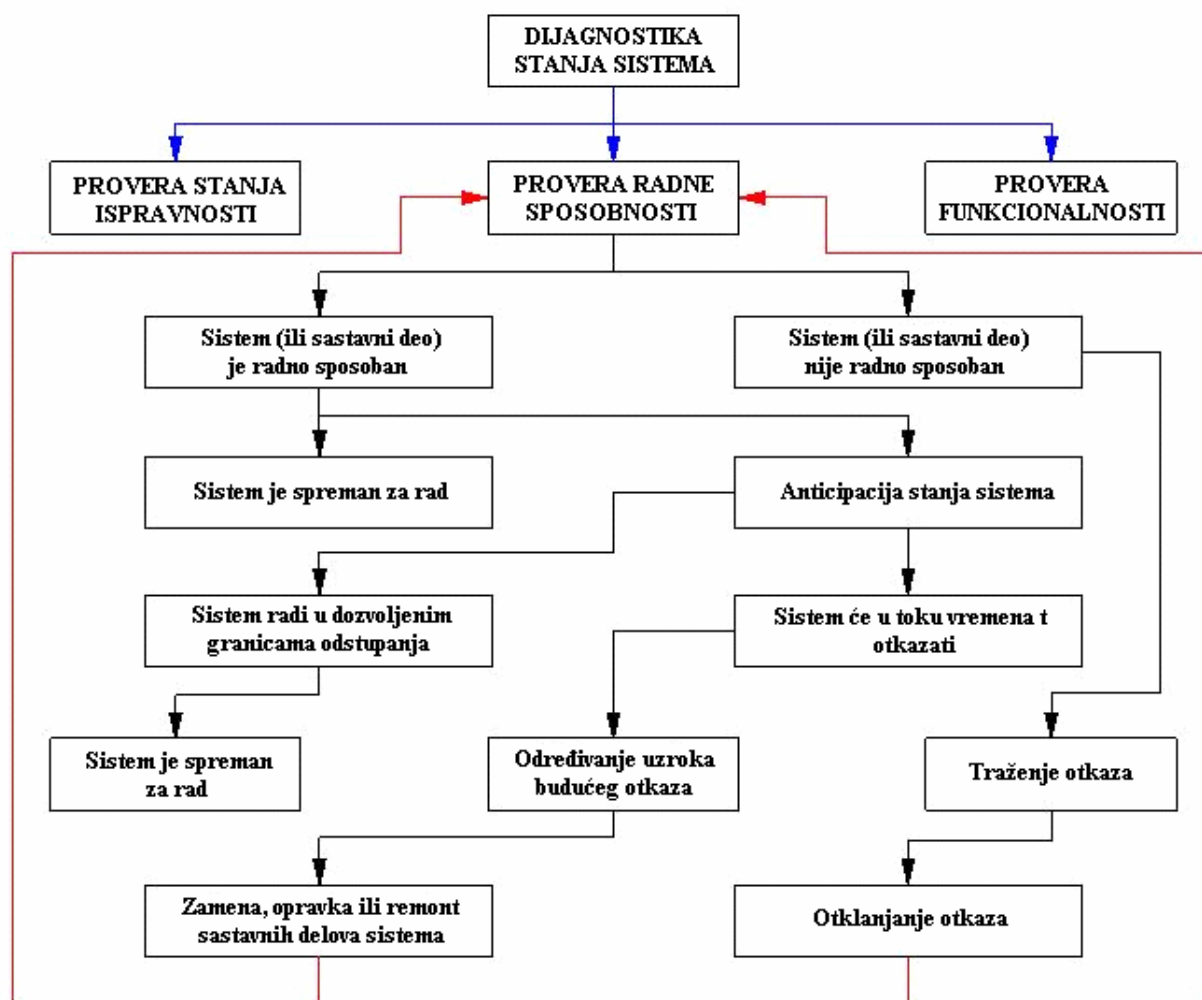 DIJAGNOSTIKA
STANJA SISTEMA
PROVERA STANJA
ISPRAVNOSTI
PROVERA RADNE
SPOSOBNOSTI
PROVERA
FUNKCIONALNOSTI
Sistem (ili sastavni deo)
je radno sposoban
Sistem (ili sastavni deo)
nije radno sposoban
Sistem je spreman za rad
Anticipacija stanja sistema
Sistem radi u dozvoljenim
granicama odstupanja
Sistem će u toku vremena t
otkazati
Sistem je spreman
za rad
Određivanje uzroka
budućeg otkaza
Traženje otkaza
Zamena, opravka ili remont
sastavnih delova sistema
Otklanjanje otkaza